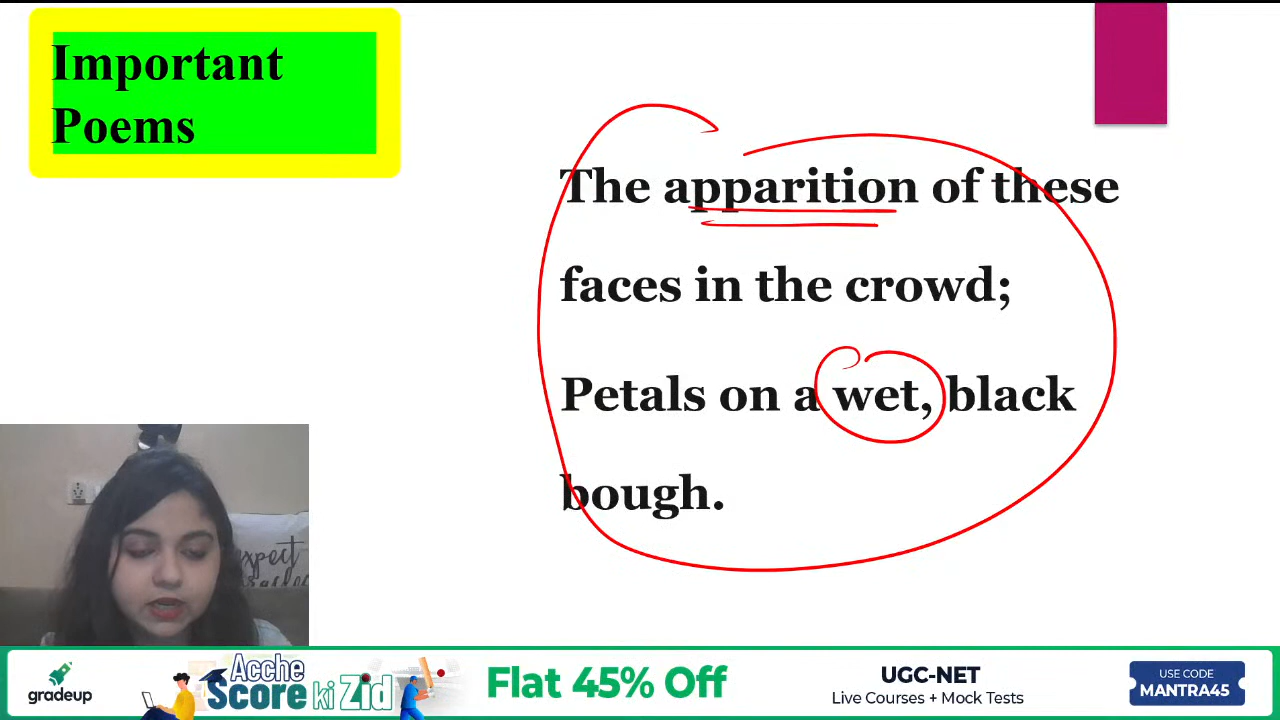 Important
Poems
The apparition of these
faces in the crowd;
Petals on a wet, black
bough.
expect
gradeup
Acche
Score ki Zid
Flat 45% Off
UGC-NET
Live Courses + Mock Tests
USE CODE
MANTRA45